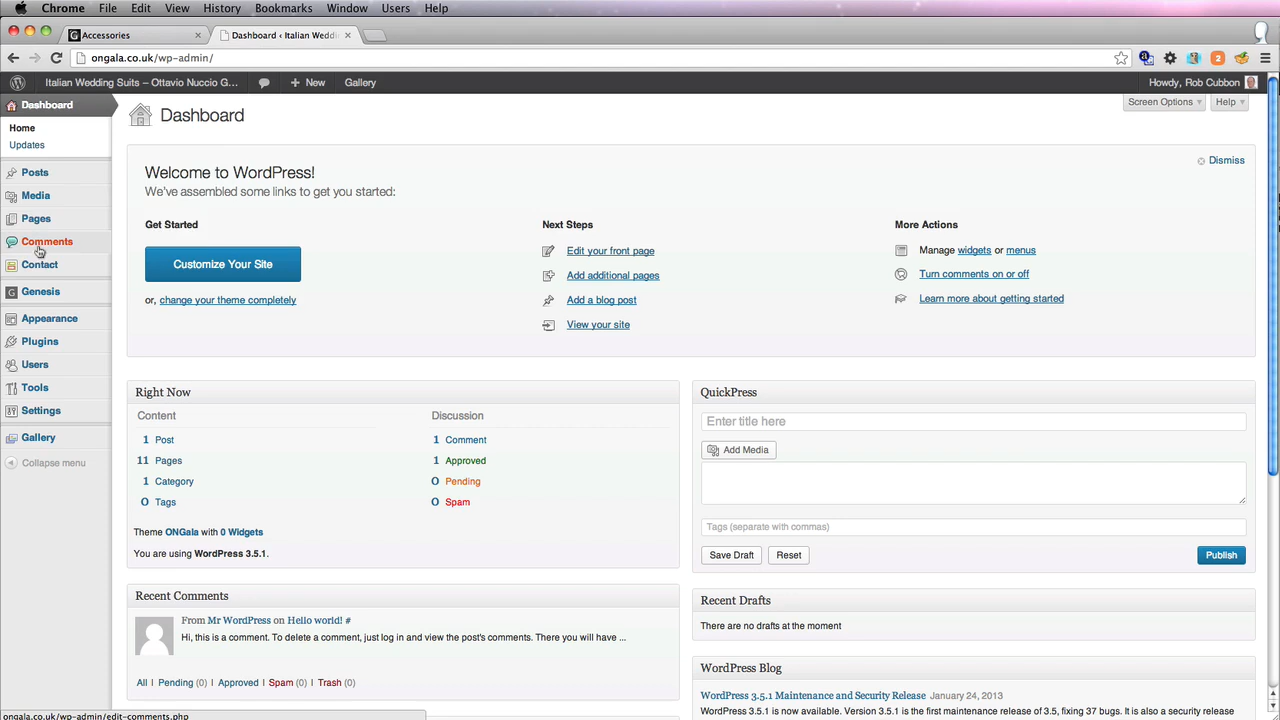 Chrome File Edit View History Bookmarks Window Users Help
Accessories
Dashboard ‹ Italian Weddi
ongala.co.uk/wp-admin/
2
Italian Wedding Suits – Ottavio Nuccio G...
+ New
Gallery
Howdy, Rob Cubbon
Dashboard
Home
Updates
Posts
Media
Pages
Comments
Contact
Genesis
Appearance
Plugins
Users
Tools
Settings
Gallery
Collapse menu
Dashboard
Screen Options
Help
Welcome to WordPress!
Dismiss
We've assembled some links to get you started:
Get Started
Customize Your Site
or, change your theme completely
Next Steps
Edit your front page
Add additional pages
Add a blog post
View your site
More Actions
Manage widgets or menus
Turn comments on or off
Learn more about getting started
Right Now
Content
1 Post
11 Pages
1 Category
0 Tags
Discussion
1 Comment
1 Approved
0 Pending
0 Spam
Theme ONGala with 0 Widgets
You are using WordPress 3.5.1.
Recent Comments
From Mr WordPress on Hello world! #
Hi, this is a comment. To delete a comment, just log in and view the post's comments. There you will have ...
All | Pending (0) | Approved | Spam (0) | Trash (0)
QuickPress
Enter title here
Add Media
Tags (separate with commas)
Save Draft
Reset
Publish
Recent Drafts
There are no drafts at the moment
WordPress Blog
WordPress 3.5.1 Maintenance and Security Release January 24, 2013
WordPress 3.5.1 is now available. Version 3.5.1 is the first maintenance release of 3.5, fixing 37 bugs. It is also a security
ongala.co.uk/wp-admin/edit-comments.php